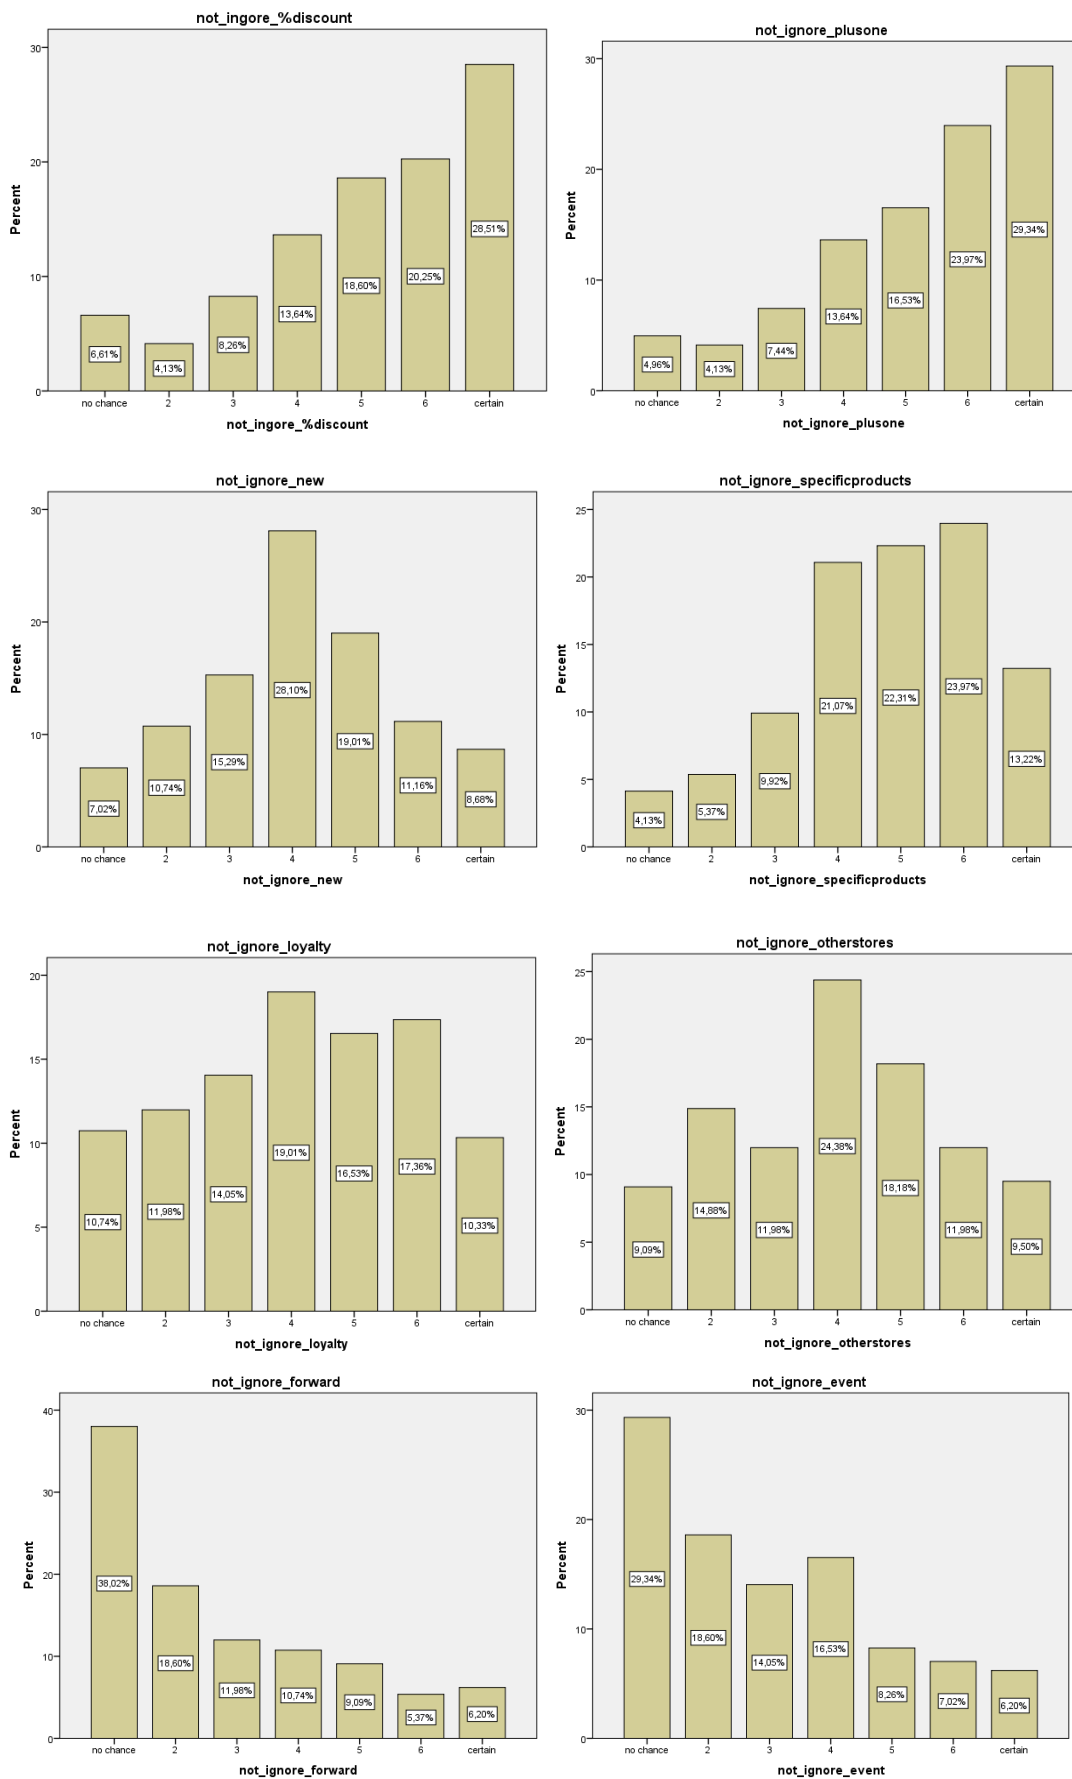 not_ingore_%discount
30
20
10
0
Percent
6,61%
4,13%
8,26%
13,64%
18,60%
20,25%
28,51%
no chance 2 3 4 5 6 certain
not_ingore_%discount
not_ignore_plusone
30
20
10
0
Percent
4,96%
4,13%
7,44%
13,64%
16,53%
23,97%
29,34%
no chance 2 3 4 5 6 certain
not_ignore_plusone
not_ignore_new
30
20
10
0
Percent
7,02%
10,74%
15,29%
28,10%
19,01%
11,16%
8,68%
no chance 2 3 4 5 6 certain
not_ignore_new
not_ignore_specificproducts
25
20
15
10
5
0
Percent
4,13%
5,37%
9,92%
21,07%
22,31%
23,97%
13,22%
no chance 2 3 4 5 6 certain
not_ignore_specificproducts
not_ignore_loyalty
20
15
10
5
0
Percent
10,74%
11,98%
14,05%
19,01%
16,53%
17,36%
10,33%
no chance 2 3 4 5 6 certain
not_ignore_loyalty
not_ignore_otherstores
25
20
15
10
5
0
Percent
9,09%
14,88%
11,98%
24,38%
18,18%
11,98%
9,50%
no chance 2 3 4 5 6 certain
not_ignore_otherstores
not_ignore_forward
40
30
20
10
0
Percent
38,02%
18,60%
11,98%
10,74%
9,09%
5,37%
6,20%
no chance 2 3 4 5 6 certain
not_ignore_forward
not_ignore_event
30
20
10
0
Percent
29,34%
18,60%
14,05%
16,53%
8,26%
7,02%
6,20%
no chance 2 3 4 5 6 certain
not_ignore_event